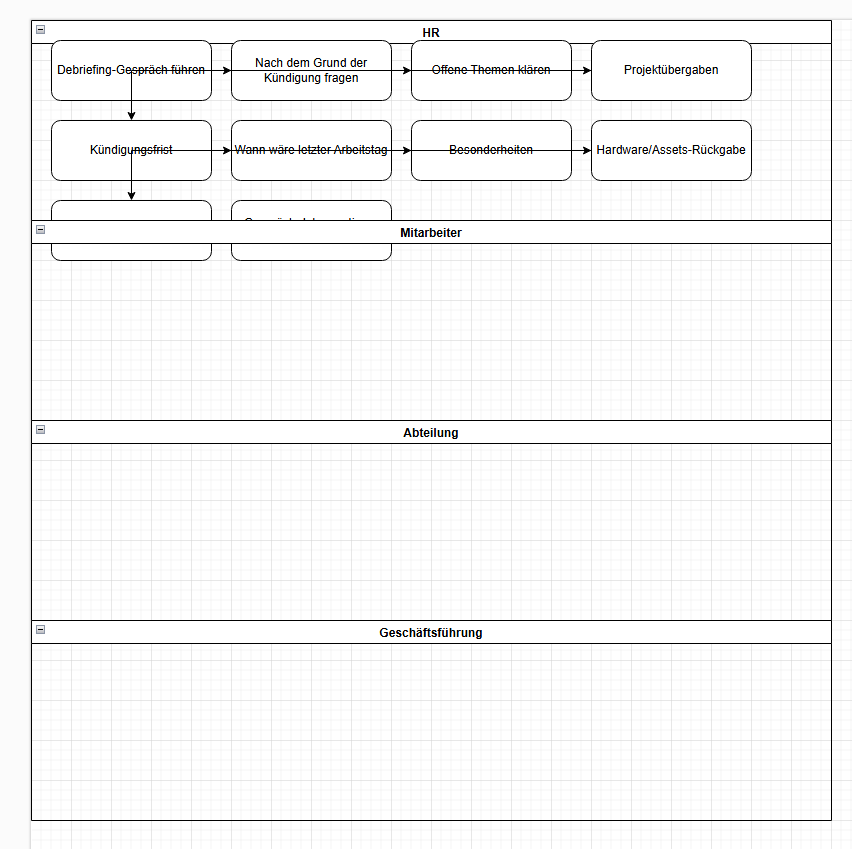 HR
Debriefing-Gespräch führen
Nach dem Grund der
Kündigung fragen
Offene Themen klären
Projektübergaben
Kündigungsfrist
Wann wäre letzter Arbeitstag
Besonderheiten
Hardware/Assets-Rückgabe
Mitarbeiter
Abteilung
Geschäftsführung